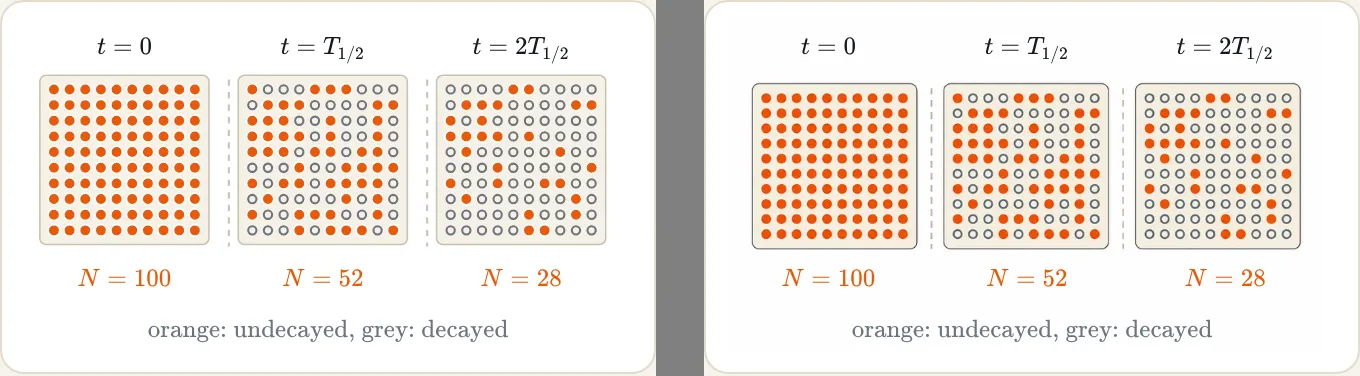 t = 0 t = T1/2 t = 2T1/2
N = 100 N = 52 N = 28
orange: undecayed, grey: decayed
t = 0 t = T1/2 t = 2T1/2
N = 100 N = 52 N = 28
orange: undecayed, grey: decayed